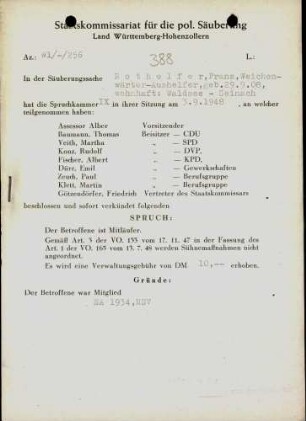 Staatskommissariat für die pol. Säuberung
Land Württemberg-Hohenzollern
Az.: W1/-/256 388 L.:
In der Säuberungssache N o t h e l f e r , Franz, Weichen-
wärter-Aushelfer, geb.29.9.08,
wohnhaft: Waldsee - Steinach
hat die Spruchkammer IX in ihrer Sitzung am 3.9.1948 , an welcher
teilgenommen haben:
Assessor Alber Vorsitzender
Baumann, Thomas Beisitzer — CDU
Veith, Martha „ — SPD
Konz, Rudolf „ — DVP,
Fischer, Albert „ — KPD,
Dürr, Emil „ — Gewerkschaften
Zeuth, Paul „ — Berufsgruppe
Klett, Martin „ — Berufsgruppe
Götzendörfer, Friedrich Vertreter des Staatskommissars
beschlossen und sofort verkündet folgenden
SPRUCH:
Der Betroffene ist Mitläufer.
Gemäß Art. 3 der VO. 133 vom 17. 11. 47 in der Fassung des
Art. 1 der VO. 165 vom 13. 7. 48 werden Sühnemaßnahmen nicht
angeordnet.
Es wird eine Verwaltungsgebühr von DM 10,-- erhoben.
Gründe:
Der Betroffene war Mitglied
SA 1934,NSV